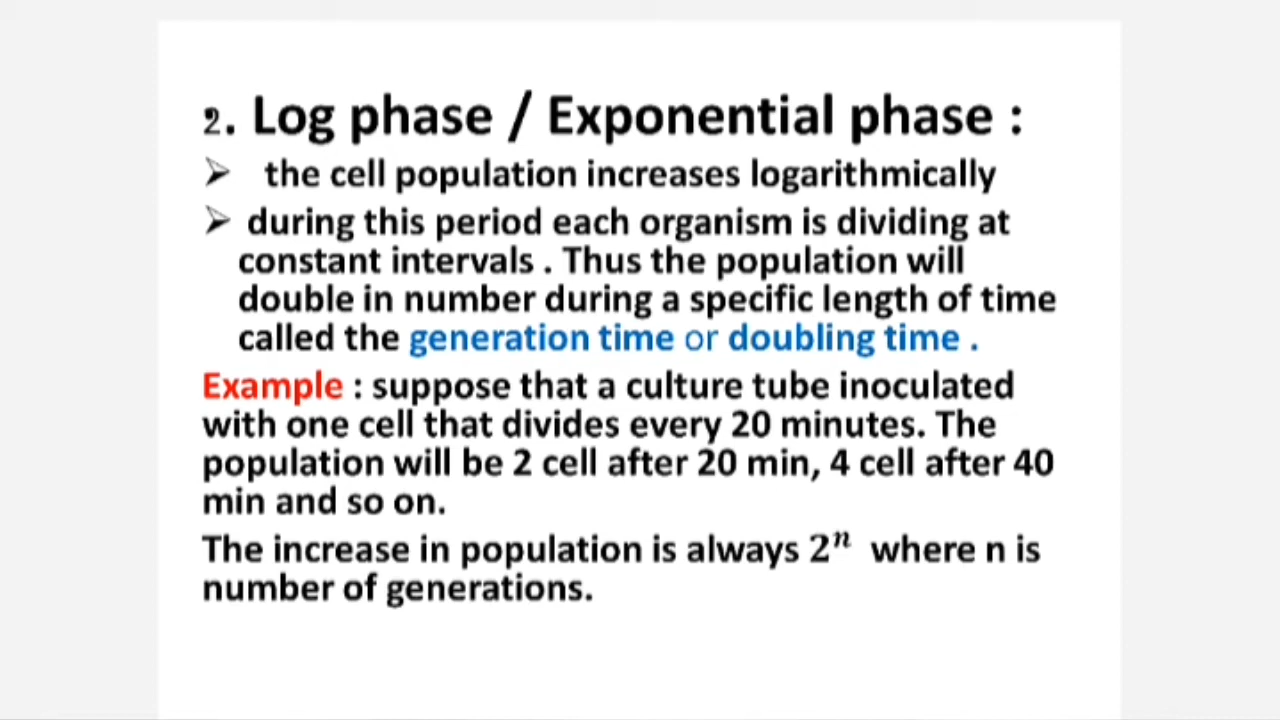 2. Log phase / Exponential phase :
➢ the cell population increases logarithmically
➢ during this period each organism is dividing at
constant intervals . Thus the population will
double in number during a specific length of time
called the generation time or doubling time .
Example : suppose that a culture tube inoculated
with one cell that divides every 20 minutes. The
population will be 2 cell after 20 min, 4 cell after 40
min and so on.
The increase in population is always 2ⁿ where n is
number of generations.